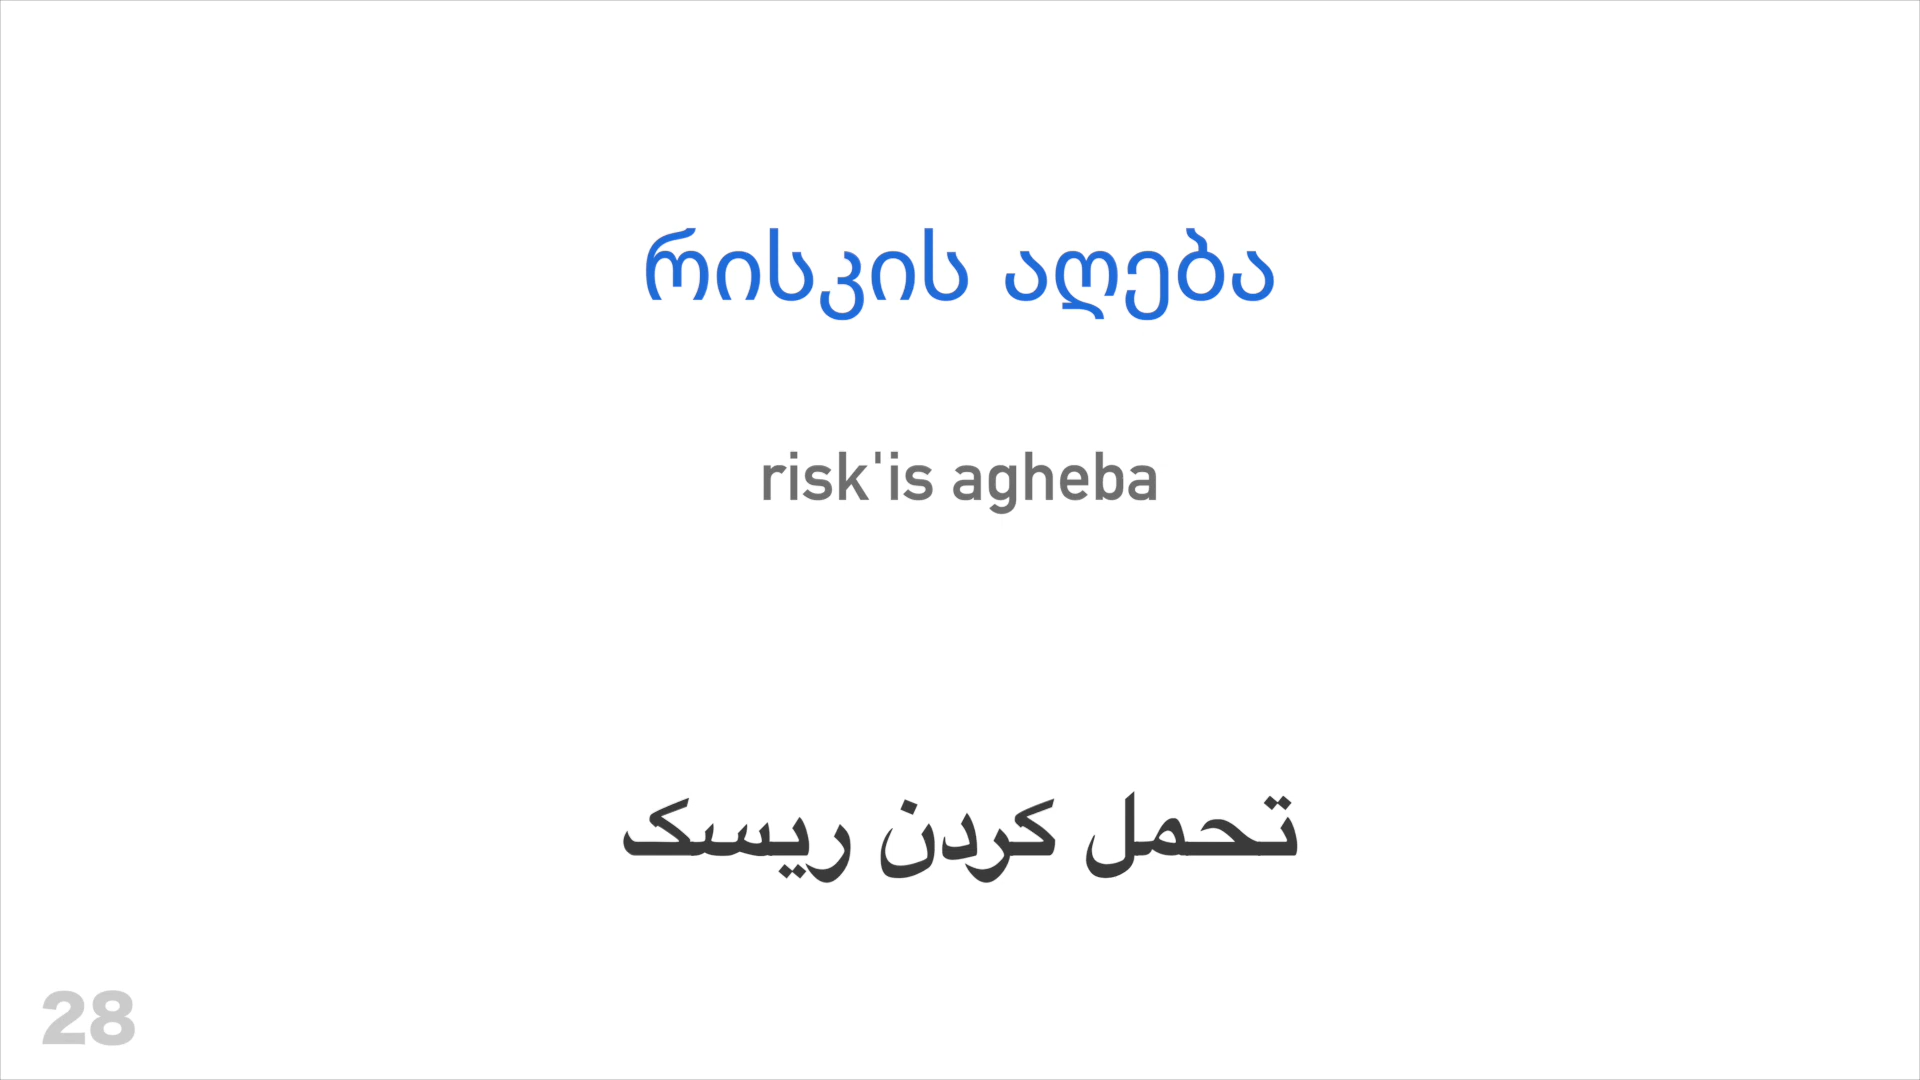 რისკის აღება
risk'is agheba
تحمل کردن ریسک
28